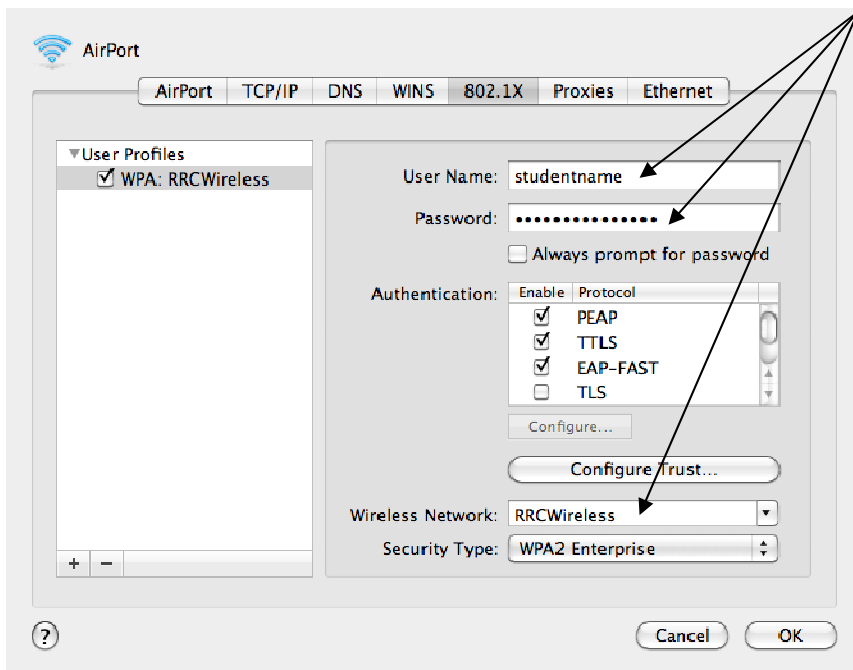 AirPort
AirPort TCP/IP DNS WINS 802.1X Proxies Ethernet
User Profiles
WPA: RRCWireless
User Name: studentname
Password: •••••••••••••••
Always prompt for password
Authentication: Enable Protocol
PEAP
TTLS
EAP-FAST
TLS
Configure...
Configure Trust...
Wireless Network: RRCWireless
Security Type: WPA2 Enterprise
+ −
? Cancel OK